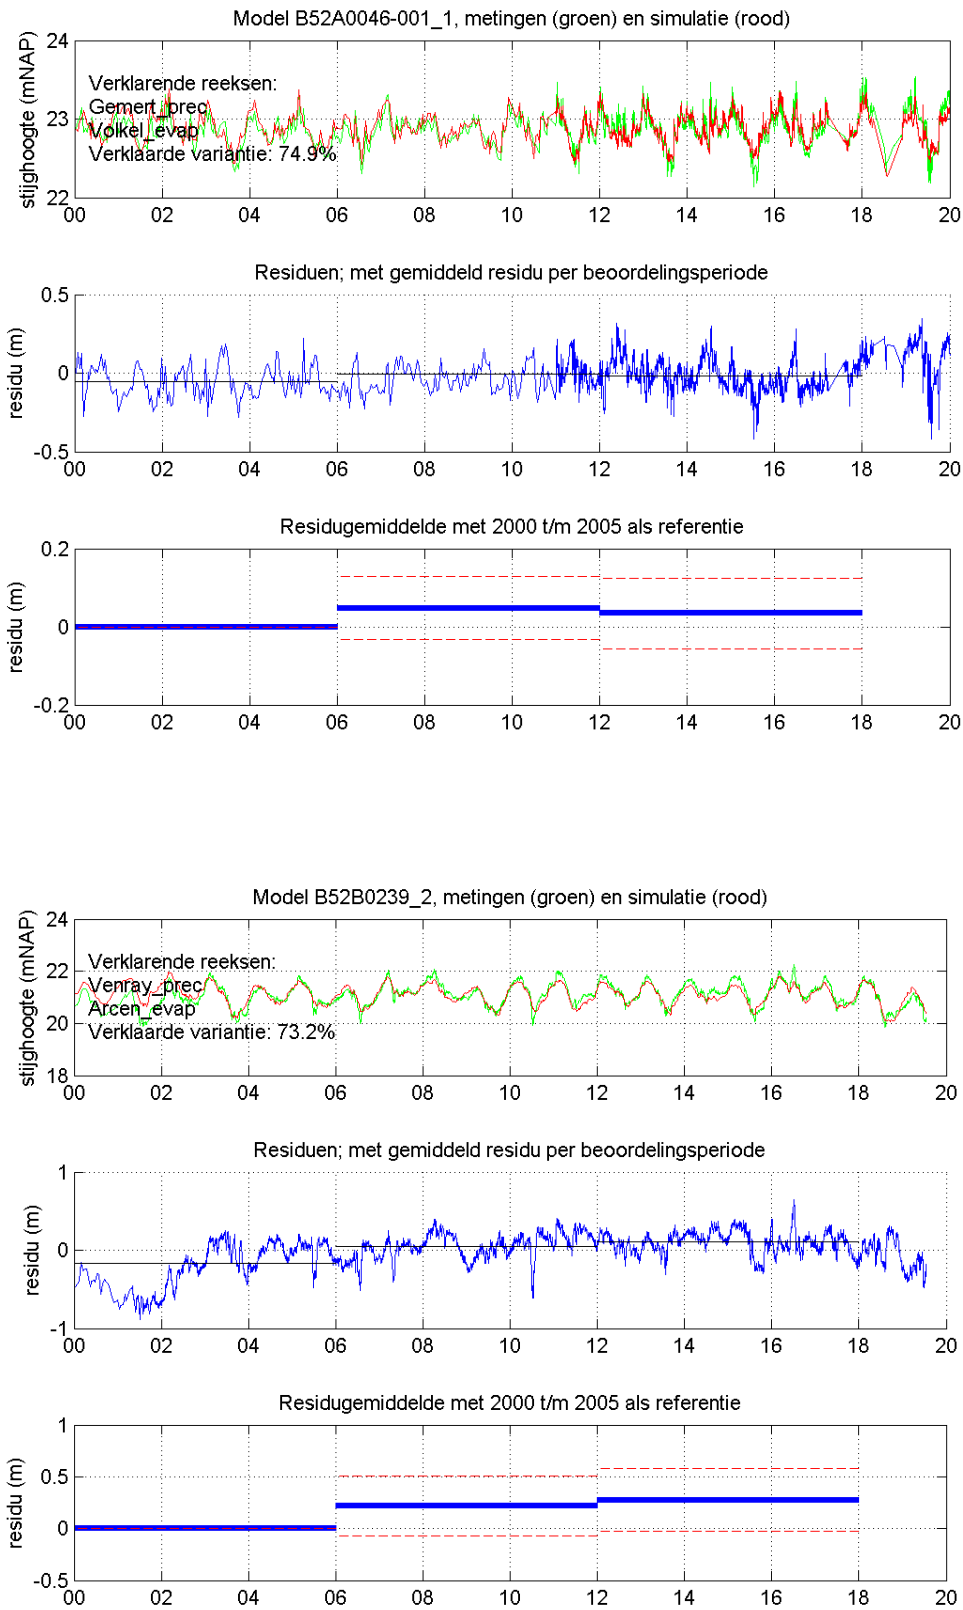 Model B52A0046-001_1, metingen (groen) en simulatie (rood)
stijghoogte (mNAP)
24
23
22
Verklarende reeksen:
Gemert_prec
Volkel_evap
Verklaarde variantie: 74.9%
00 02 04 06 08 10 12 14 16 18 20
Residuen; met gemiddeld residu per beoordelingsperiode
residu (m)
0.5
0
-0.5
00 02 04 06 08 10 12 14 16 18 20
Residugemiddelde met 2000 t/m 2005 als referentie
residu (m)
0.2
0
-0.2
00 02 04 06 08 10 12 14 16 18 20
Model B52B0239_2, metingen (groen) en simulatie (rood)
stijghoogte (mNAP)
24
22
20
18
Verklarende reeksen:
Venray_prec
Arcen_evap
Verklaarde variantie: 73.2%
00 02 04 06 08 10 12 14 16 18 20
Residuen; met gemiddeld residu per beoordelingsperiode
residu (m)
1
0
-1
00 02 04 06 08 10 12 14 16 18 20
Residugemiddelde met 2000 t/m 2005 als referentie
residu (m)
1
0.5
0
-0.5
00 02 04 06 08 10 12 14 16 18 20